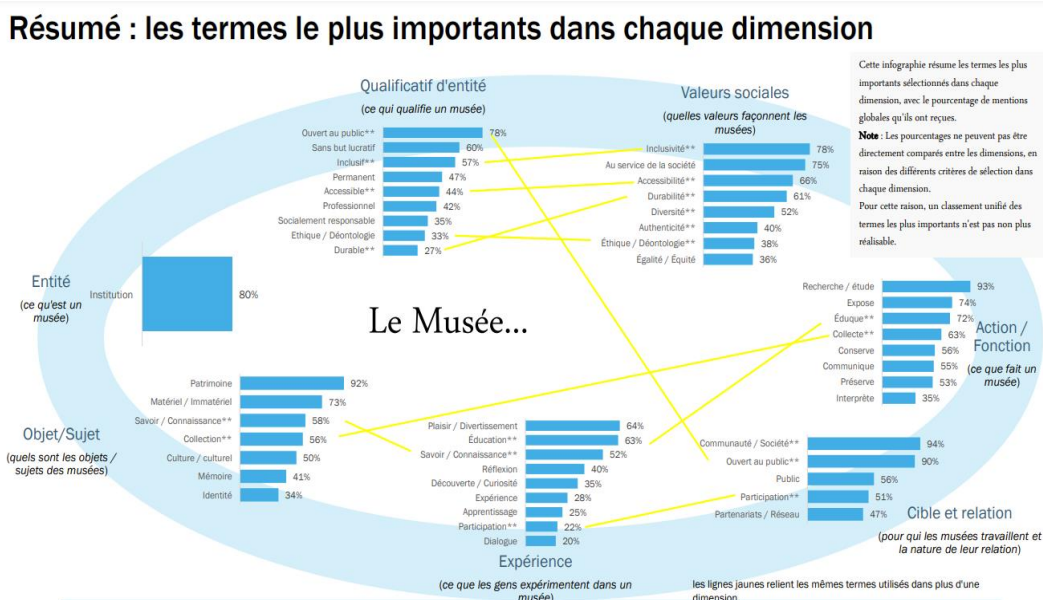 Résumé : les termes le plus importants dans chaque dimension
Cette infographie résume les termes les plus
importants sélectionnés dans chaque
dimension, avec le pourcentage de mentions
globales qu'ils ont reçues.
Note : Les pourcentages ne peuvent pas être
directement comparés entre les dimensions, en
raison des différents critères de sélection dans
chaque dimension.
Pour cette raison, un classement unifié des
termes les plus importants n'est pas non plus
réalisable.
Qualificatif d'entité
(ce qui qualifie un musée)
Ouvert au public** 78%
Sans but lucratif 60%
Inclusif** 57%
Permanent 47%
Accessible** 44%
Professionnel 42%
Socialement responsable 35%
Ethique / Déontologie 33%
Durable** 27%
Valeurs sociales
(quelles valeurs façonnent les
musées)
Inclusivité** 78%
Au service de la société 75%
Accessibilité** 66%
Durabilité** 61%
Diversité** 52%
Authenticité** 40%
Éthique / Déontologie** 38%
Égalité / Équité 36%
Entité
(ce qu'est un
musée)
Institution 80%
Le Musée...
Recherche / étude 93%
Expose 74%
Éduque** 72%
Collecte** 63%
Conserve 56%
Communique 55%
Préserve 53%
Interprète 35%
Action /
Fonction
(ce que fait un
musée)
Objet/Sujet
(quels sont les objets /
sujets des musées)
Patrimoine 92%
Matériel / Immatériel 73%
Savoir / Connaissance** 58%
Collection** 56%
Culture / culturel 50%
Mémoire 41%
Identité 34%
Plaisir / Divertissement 64%
Éducation** 63%
Savoir / Connaissance** 52%
Réflexion 40%
Découverte / Curiosité 35%
Expérience 28%
Apprentissage 25%
Participation** 22%
Dialogue 20%
Expérience
(ce que les gens expérimentent dans un
musée)
Communauté / Société** 94%
Ouvert au public** 90%
Public 56%
Participation** 51%
Partenariats / Réseau 47%
Cible et relation
(pour qui les musées travaillent et
la nature de leur relation)
les lignes jaunes relient les mêmes termes utilisés dans plus d'une
dimension